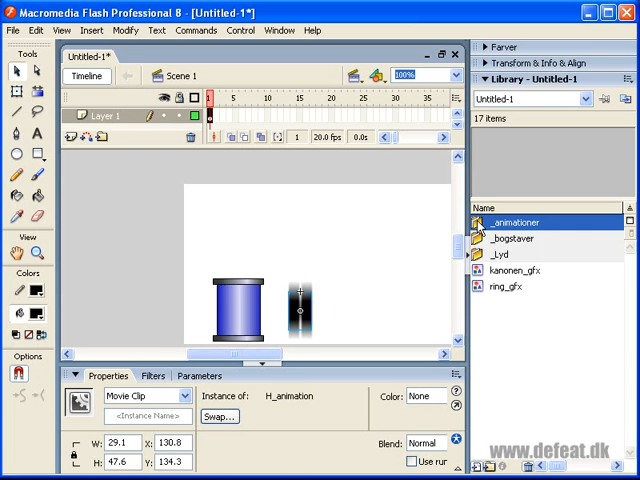 Macromedia Flash Professional 8 - [Untitled-1*]
File Edit View Insert Modify Text Commands Control Window Help
Tools
View
Colors
Options
Untitled-1*
Timeline
Scene 1
100%
1 5 10 15 20 25 30 35
Layer 1
1 20.0 fps 0.0s
Farver
Transform & Info & Align
Library - Untitled-1
Untitled-1
17 items
Name
_animationer
_bogstaver
_Lyd
kanonen_gfx
ring_gfx
Properties Filters Parameters
Movie Clip
Instance of: H_animation
Color: None
<Instance Name>
Swap...
W: 29.1 X: 130.8
H: 47.6 Y: 134.3
Blend: Normal
Use rur
www.defeat.dk